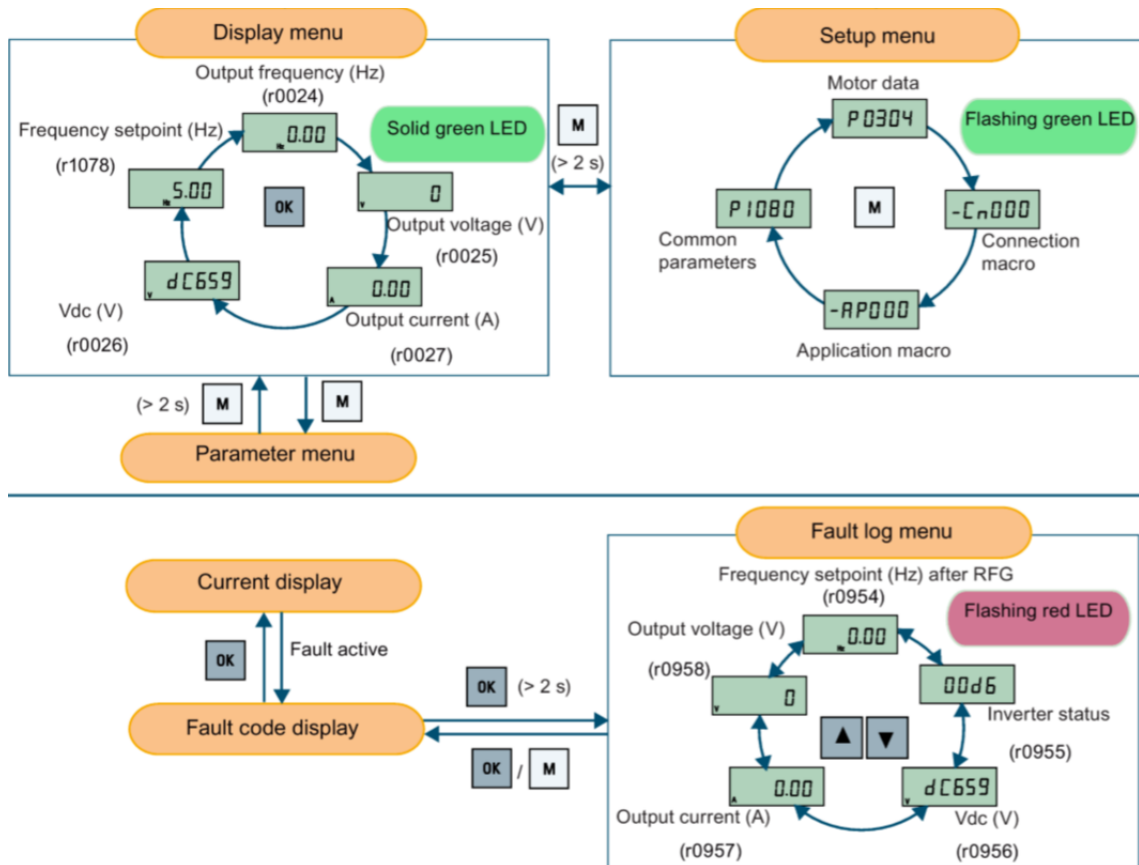 Display menu
Output frequency (Hz)
(r0024)
Hz 0.00
Solid green LED
Frequency setpoint (Hz)
(r1078)
Hz 5.00
OK
V 0
Output voltage (V)
(r0025)
V dC659
Vdc (V)
(r0026)
A 0.00
Output current (A)
(r0027)
M
(> 2 s)
Setup menu
Motor data
P0304
Flashing green LED
P1080
Common
parameters
M
-Cn000
Connection
macro
-AP000
Application macro
(> 2 s)
M
M
Parameter menu
Current display
OK
Fault active
Fault code display
OK
(> 2 s)
OK / M
Fault log menu
Frequency setpoint (Hz) after RFG
(r0954)
Hz 0.00
Flashing red LED
Output voltage (V)
(r0958)
V 0
00d6
Inverter status
(r0955)
▲ ▼
A 0.00
Output current (A)
(r0957)
V dC659
Vdc (V)
(r0956)